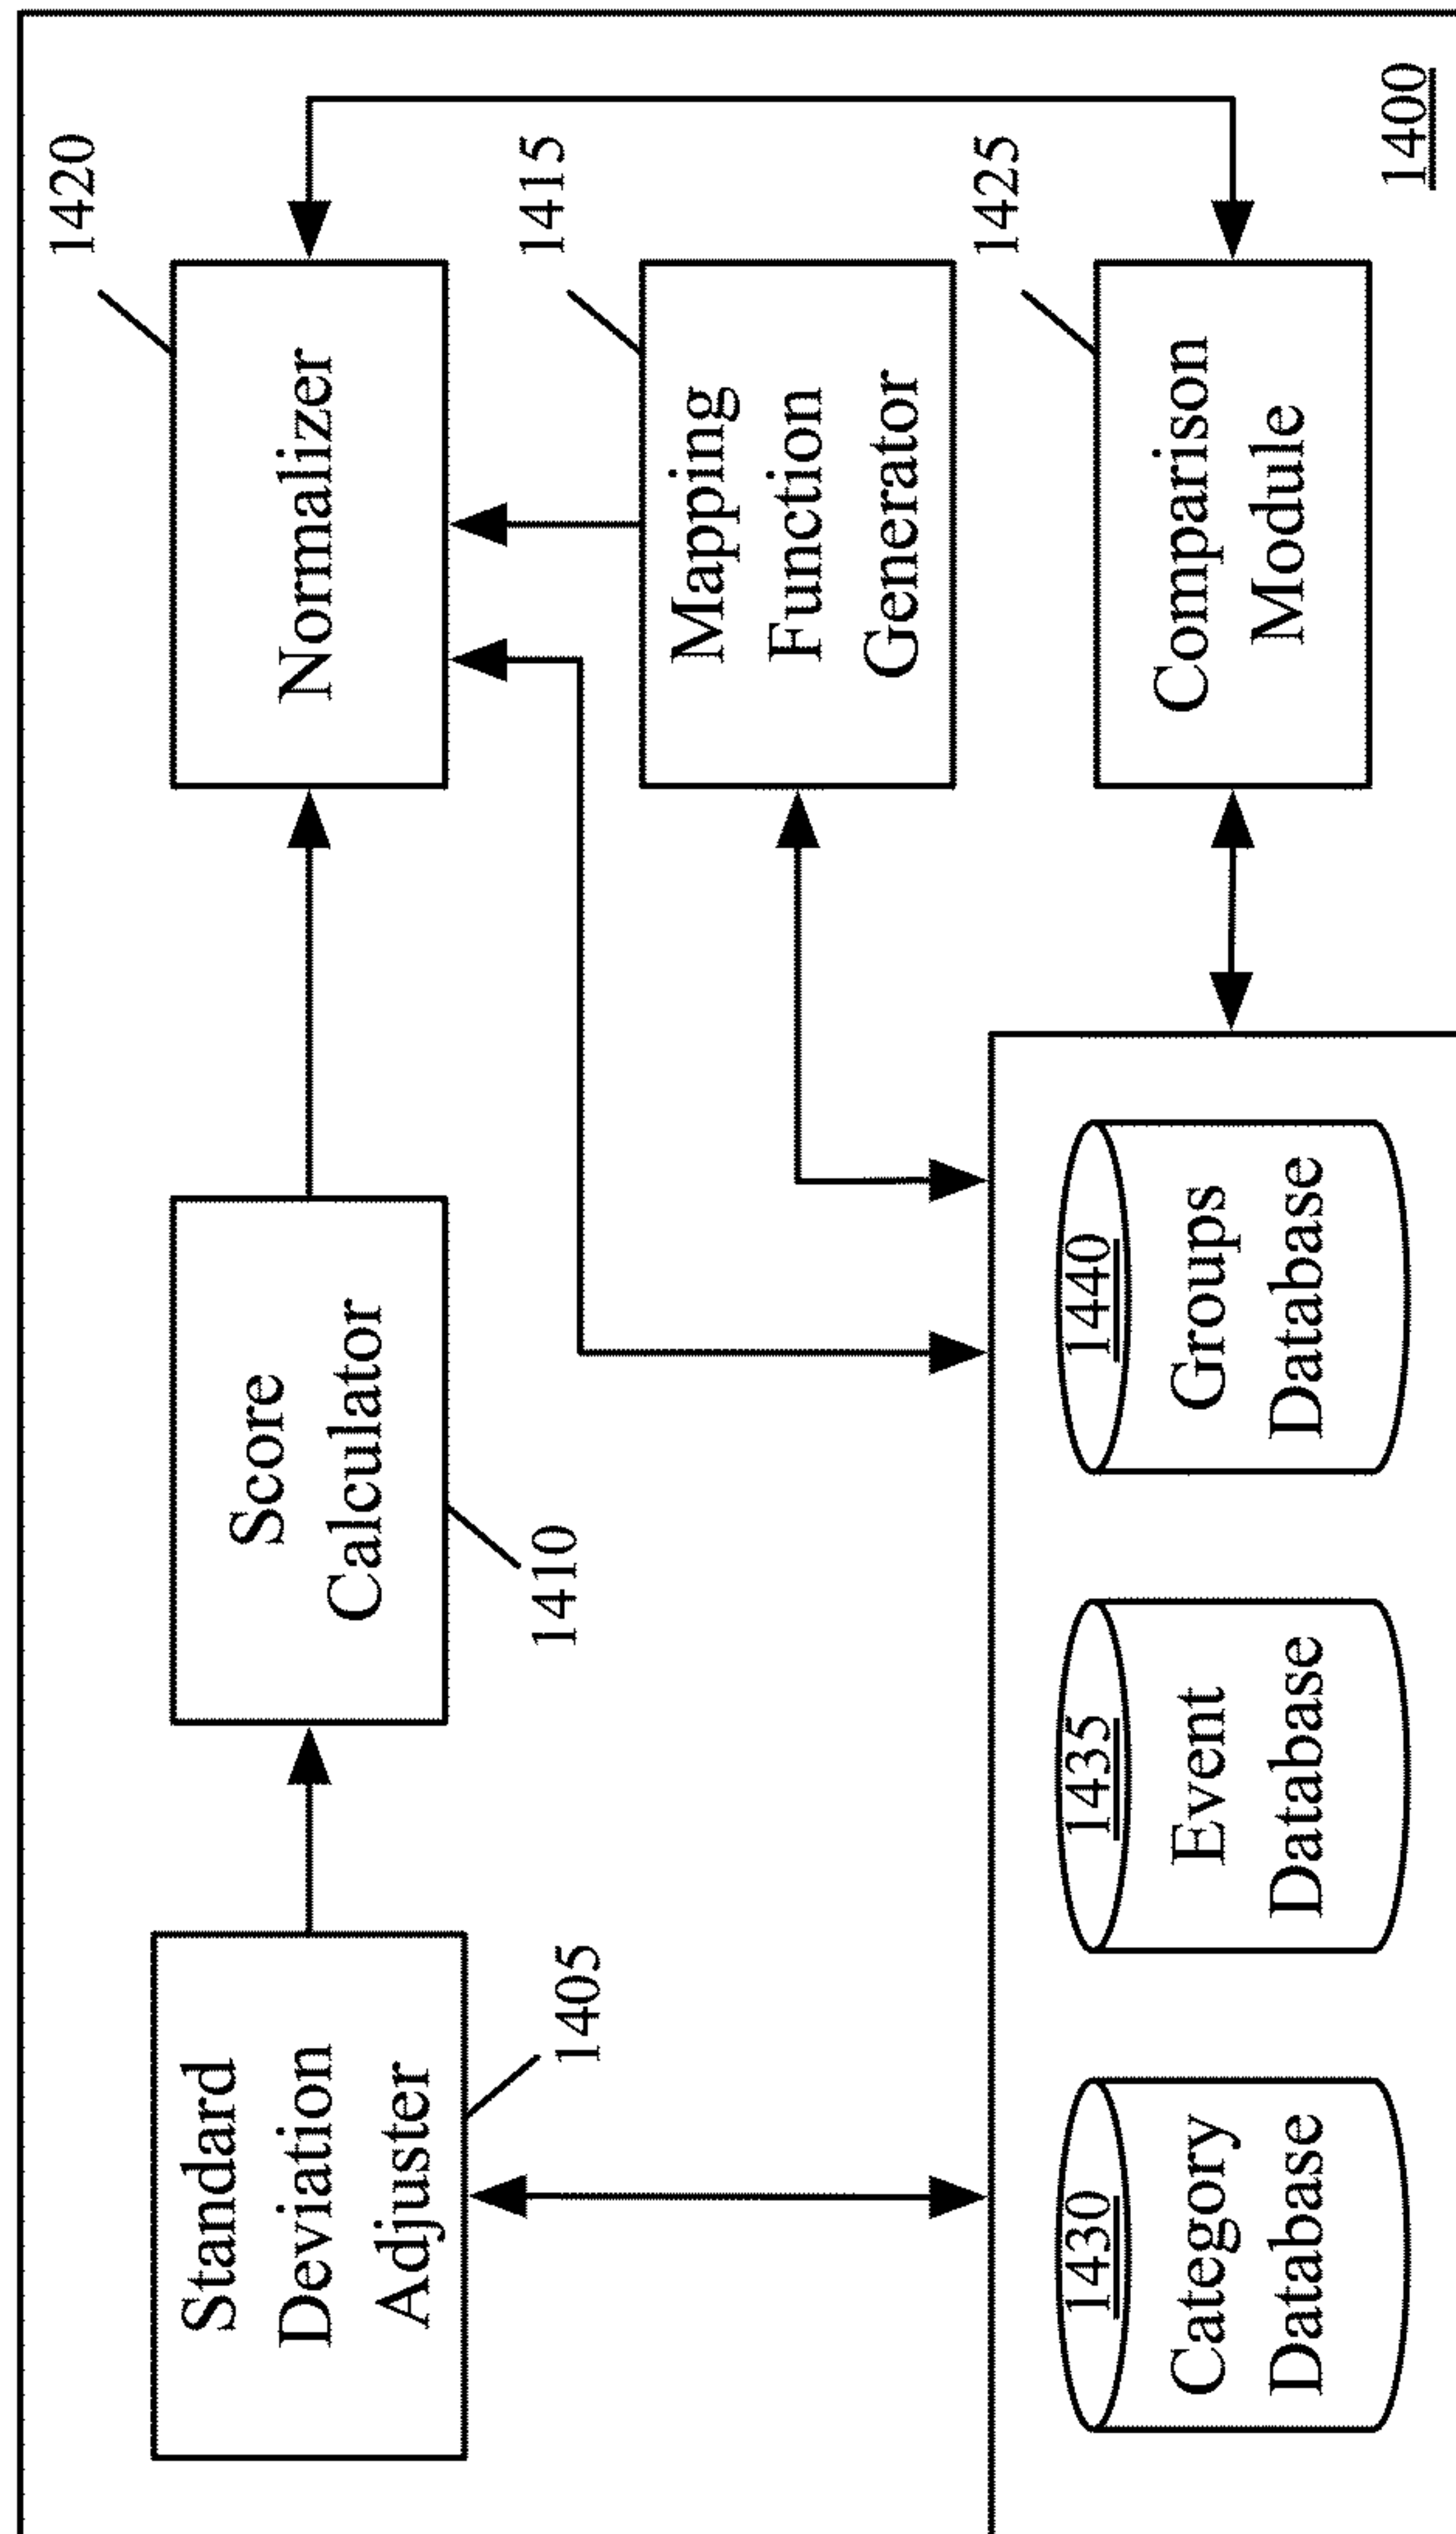 1420
Normalizer
1415
Mapping
Function
Generator
1425
Comparison
Module
1400
Score
Calculator
1410
Standard
Deviation
Adjuster
1405
1430
Category
Database
1435
Event
Database
1440
Groups
Database